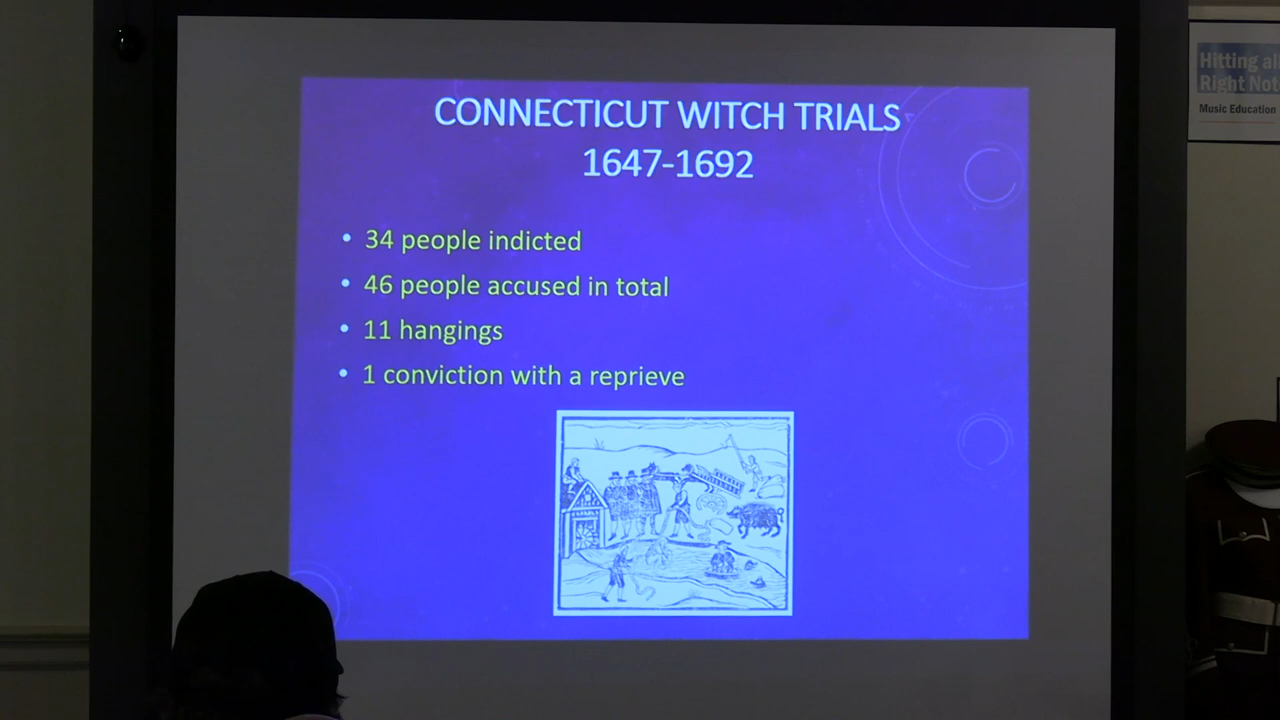 CONNECTICUT WITCH TRIALS
1647-1692
• 34 people indicted
• 46 people accused in total
• 11 hangings
• 1 conviction with a reprieve
Hitting all
Right Not
Music Education